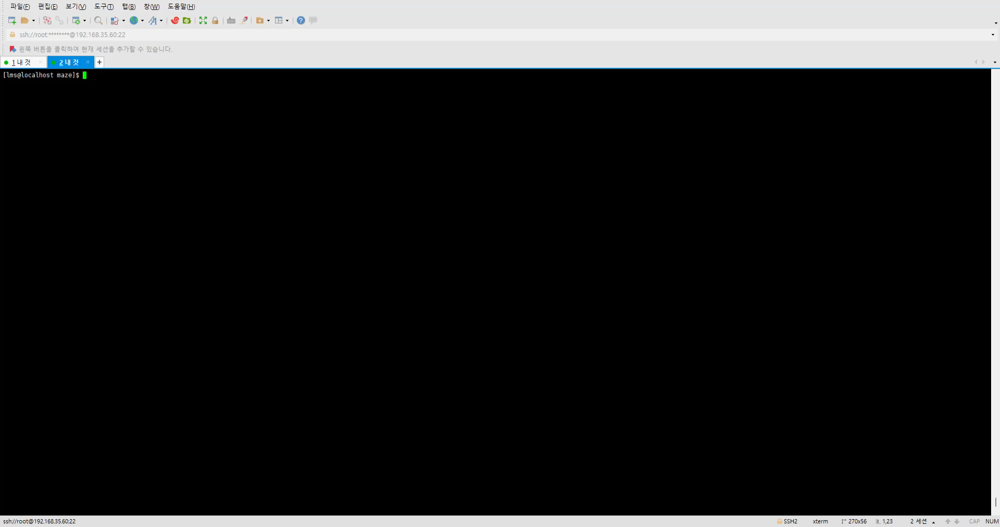 파일(F) 편집(E) 보기(V) 도구(T) 탭(B) 창(W) 도움말(H)
ssh://root:********@192.168.35.60:22
왼쪽 버튼을 클릭하여 현재 세션을 추가할 수 있습니다.
1 내 것 × 2 내 것 × +
[lms@localhost maze]$
ssh://root@192.168.35.60:22 SSH2 xterm 270x56 1,23 2 세션 CAP NUM